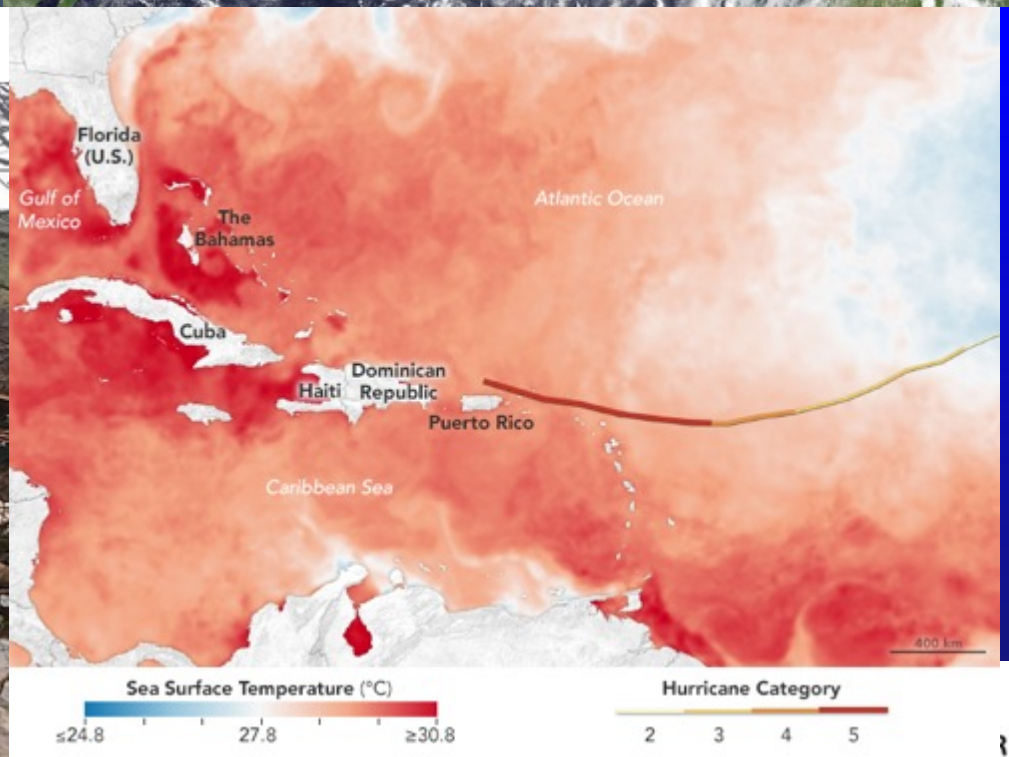 Florida
(U.S.)
Gulf of
Mexico
The
Bahamas
Atlantic Ocean
Cuba
Haiti
Dominican
Republic
Puerto Rico
Caribbean Sea
400 km
Sea Surface Temperature (°C)
≤24.8 27.8 ≥30.8
Hurricane Category
2 3 4 5